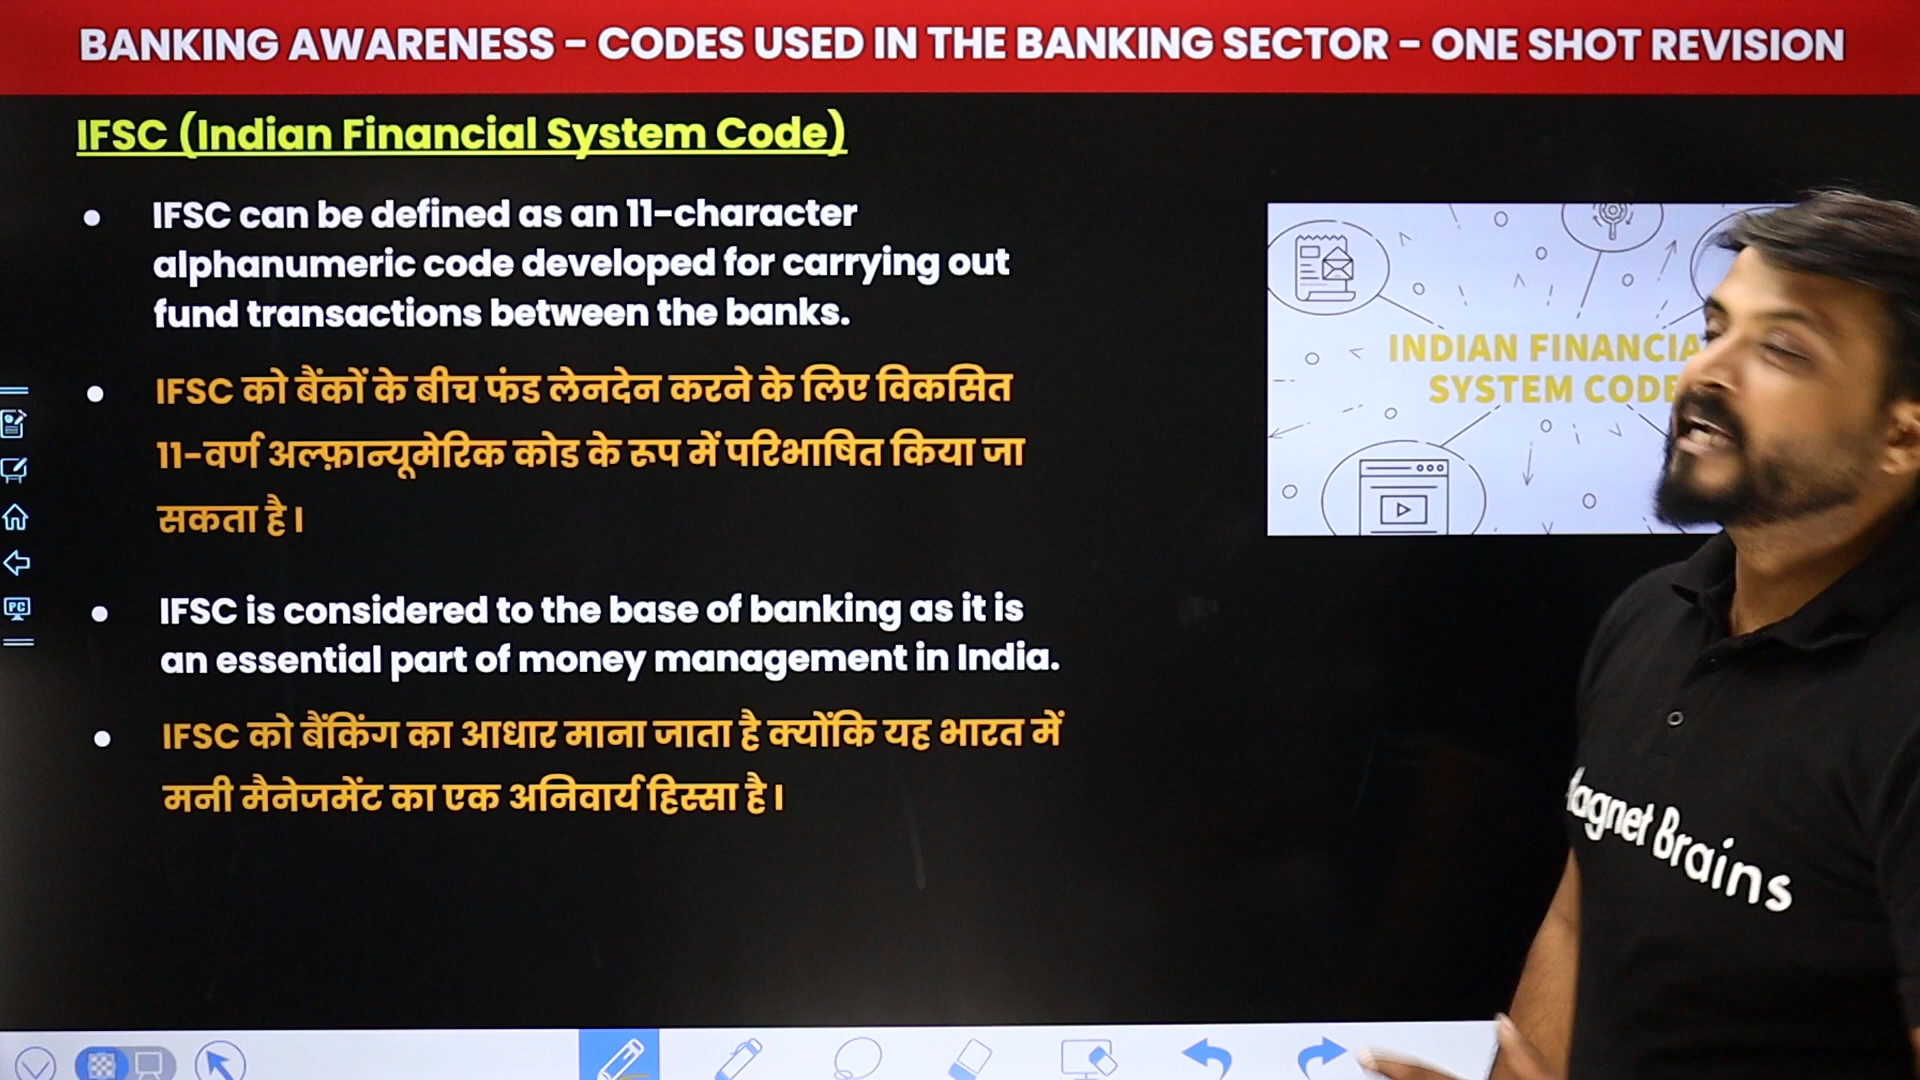 BANKING AWARENESS – CODES USED IN THE BANKING SECTOR – ONE SHOT REVISION
IFSC (Indian Financial System Code)
• IFSC can be defined as an 11-character
alphanumeric code developed for carrying out
fund transactions between the banks.
• IFSC को बैंकों के बीच फंड लेनदेन करने के लिए विकसित
11-वर्ण अल्फ़ान्यूमेरिक कोड के रूप में परिभाषित किया जा
सकता है।
• IFSC is considered to the base of banking as it is
an essential part of money management in India.
• IFSC को बैंकिंग का आधार माना जाता है क्योंकि यह भारत में
मनी मैनेजमेंट का एक अनिवार्य हिस्सा है।
INDIAN FINANCIA
SYSTEM CODE
agnet Brains
PC